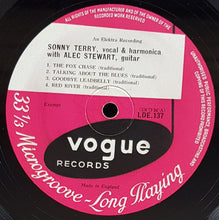 ALL RIGHTS OF THE MANUFACTURER AND OF THE OWNER OF THE RECORDED WORK RESERVED.
An Elektra Recording
SONNY TERRY, vocal & harmonica
with ALEC STEWART, guitar
1. THE FOX CHASE (traditional)
2. TALKING ABOUT THE BLUES (traditional)
3. GOODBYE LEADBELLY (traditional)
4. RED RIVER (traditional)
LDE.137
vogue
RECORDS
Made in England
33⅓ Microgroove - Long Playing